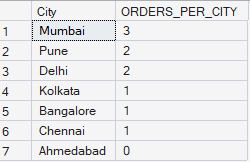 City ORDERS_PER_CITY
1 Mumbai 3
2 Pune 2
3 Delhi 2
4 Kolkata 1
5 Bangalore 1
6 Chennai 1
7 Ahmedabad 0